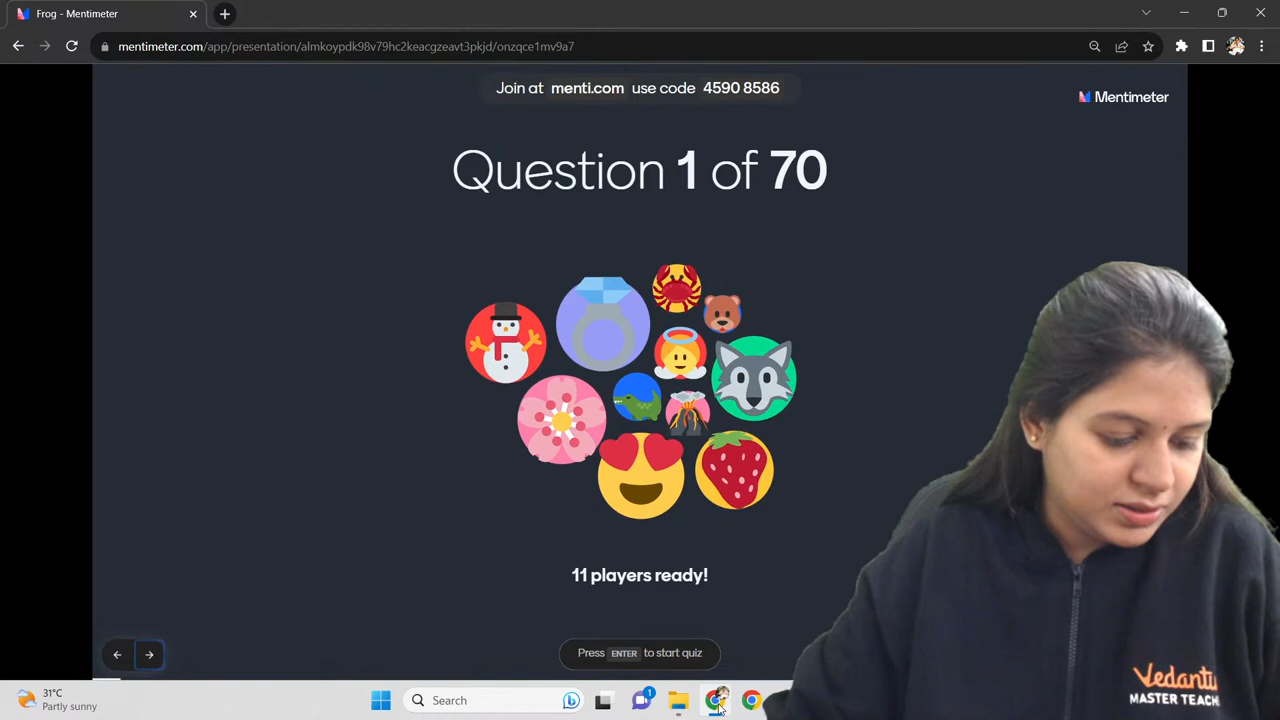 Frog - Mentimeter
mentimeter.com/app/presentation/almkoypdk98v79hc2keacgzeavt3pkjd/onzqce1mv9a7
Join at menti.com use code 4590 8586
Mentimeter
Question 1 of 70
11 players ready!
Press ENTER to start quiz
Vedantu
MASTER TEACH
31°C
Partly sunny
Search
1